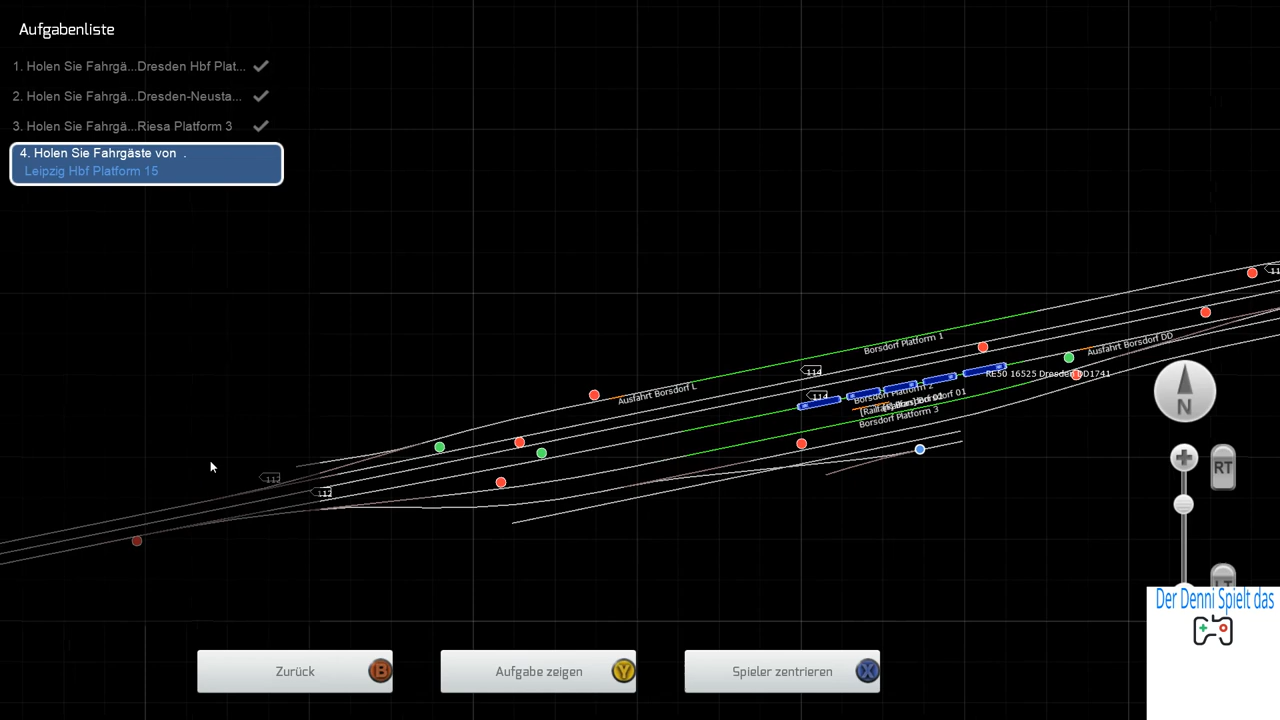 Aufgabenliste
1. Holen Sie Fahrgä...Dresden Hbf Plat...
2. Holen Sie Fahrgä...Dresden-Neusta...
3. Holen Sie Fahrgä...Riesa Platform 3
4. Holen Sie Fahrgäste von .
Leipzig Hbf Platform 15
Borsdorf Platform 1
Ausfahrt Borsdorf DD
114
RE50 16525 Dresden DD1741
Ausfahrt Borsdorf L
114
Borsdorf Platform 2
Borsdorf Platform 3
N
RT
112
112
Der Denni Spielt das
Zurück B
Aufgabe zeigen Y
Spieler zentrieren X